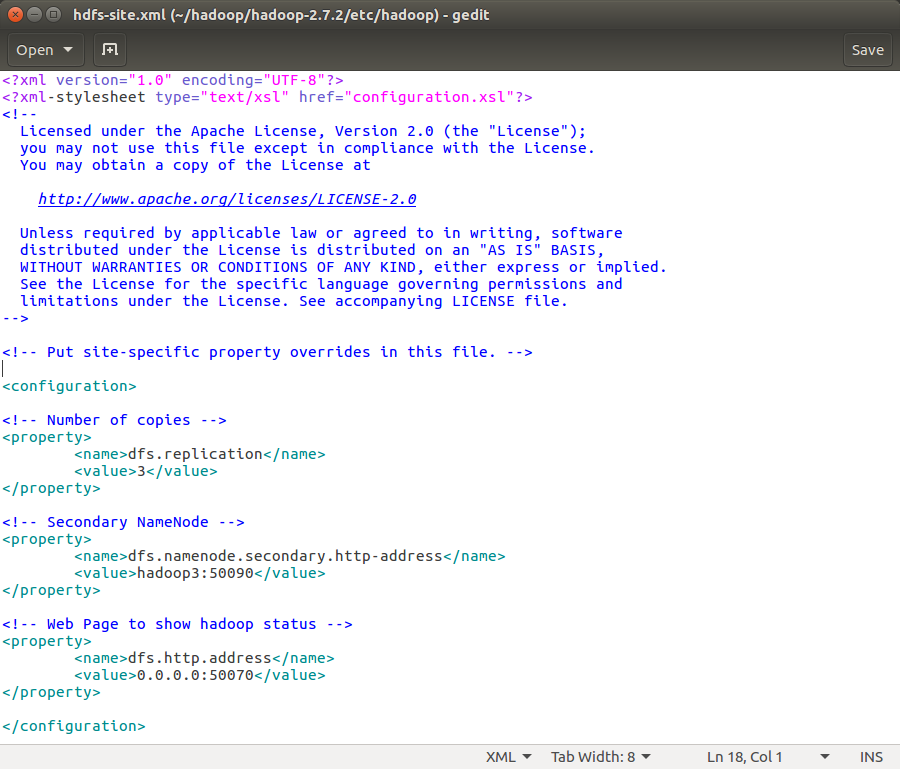 hdfs-site.xml (~/hadoop/hadoop-2.7.2/etc/hadoop) - gedit
Open
Save
<?xml version="1.0" encoding="UTF-8"?>
<?xml-stylesheet type="text/xsl" href="configuration.xsl"?>
<!--
  Licensed under the Apache License, Version 2.0 (the "License");
  you may not use this file except in compliance with the License.
  You may obtain a copy of the License at

    http://www.apache.org/licenses/LICENSE-2.0

  Unless required by applicable law or agreed to in writing, software
  distributed under the License is distributed on an "AS IS" BASIS,
  WITHOUT WARRANTIES OR CONDITIONS OF ANY KIND, either express or implied.
  See the License for the specific language governing permissions and
  limitations under the License. See accompanying LICENSE file.
-->

<!-- Put site-specific property overrides in this file. -->

<configuration>

<!-- Number of copies -->
<property>
        <name>dfs.replication</name>
        <value>3</value>
</property>

<!-- Secondary NameNode -->
<property>
        <name>dfs.namenode.secondary.http-address</name>
        <value>hadoop3:50090</value>
</property>

<!-- Web Page to show hadoop status -->
<property>
        <name>dfs.http.address</name>
        <value>0.0.0.0:50070</value>
</property>

</configuration>
XML
Tab Width: 8
Ln 18, Col 1
INS